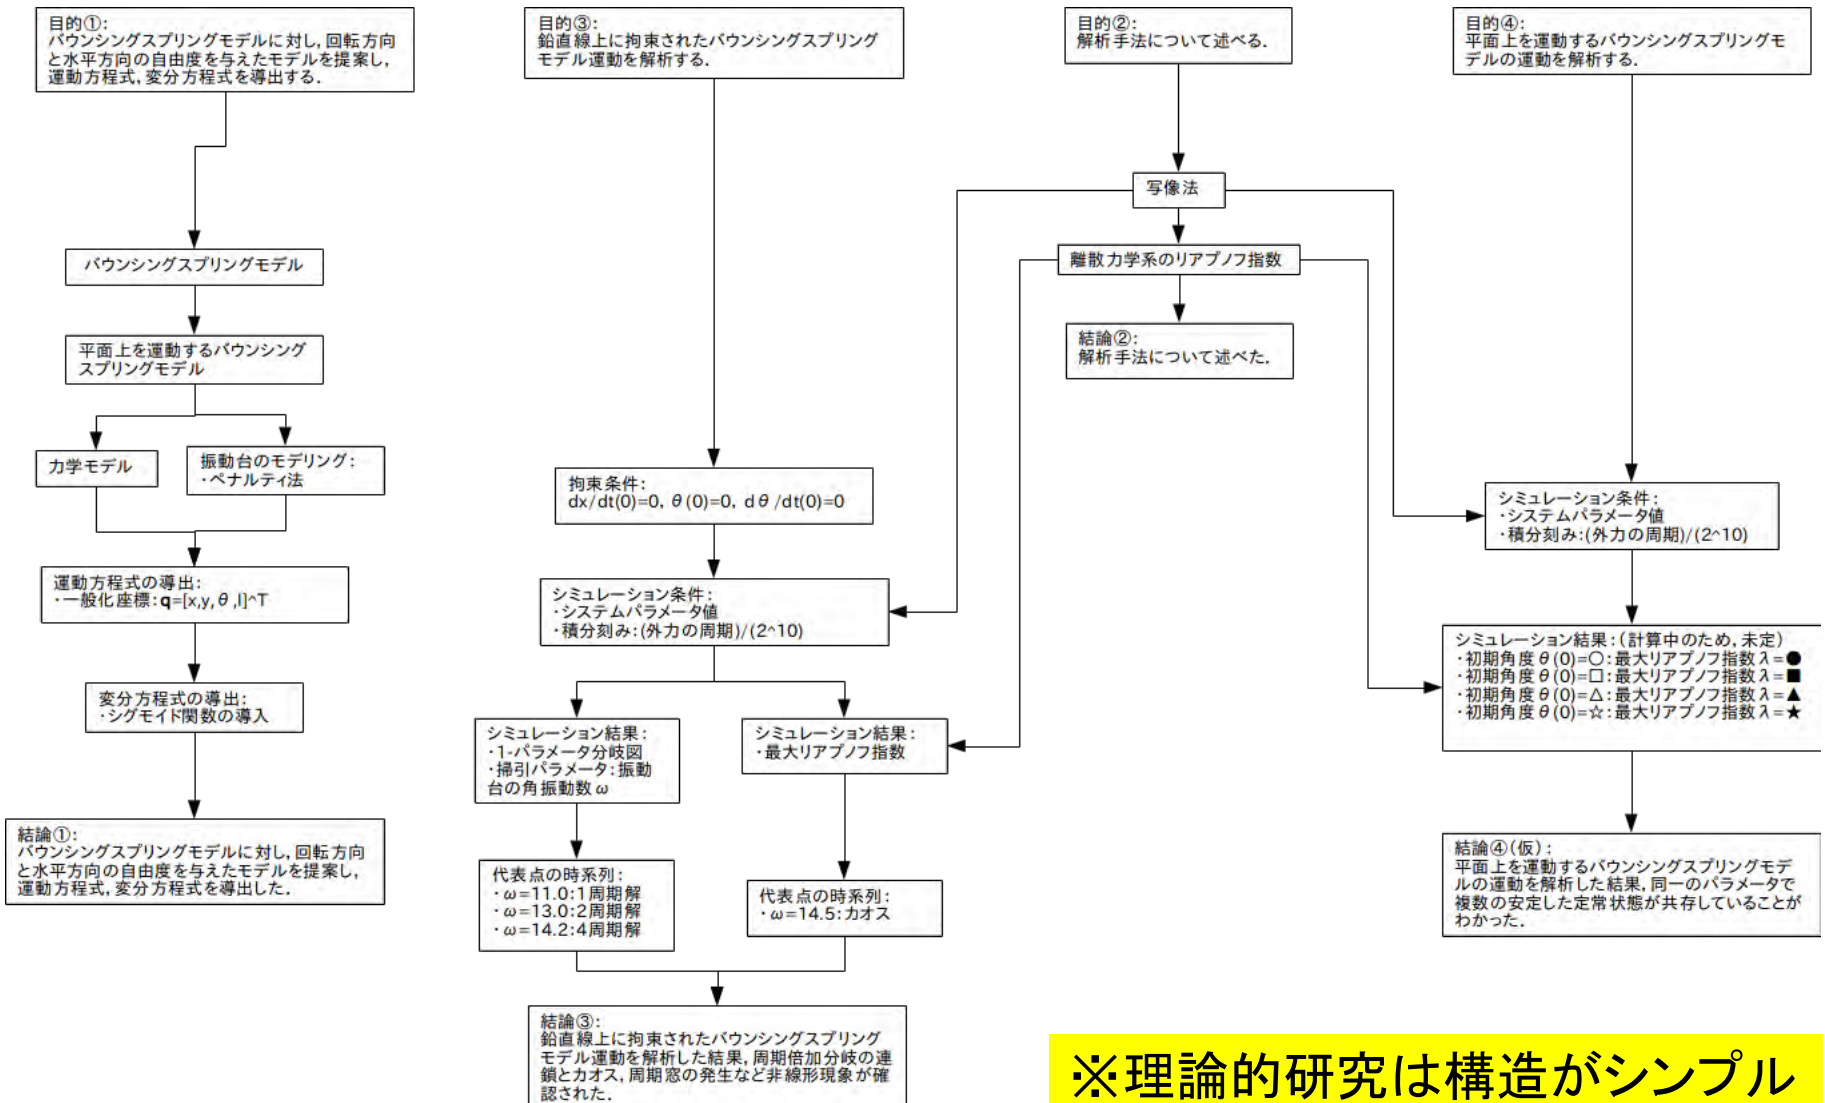 目的①:
バウンシングスプリングモデルに対し,回転方向
と水平方向の自由度を与えたモデルを提案し,
運動方程式,変分方程式を導出する.
バウンシングスプリングモデル
平面上を運動するバウンシング
スプリングモデル
力学モデル
振動台のモデリング:
・ペナルティ法
運動方程式の導出:
・一般化座標:q=[x,y,θ,l]^T
変分方程式の導出:
・シグモイド関数の導入
結論①:
バウンシングスプリングモデルに対し,回転方向
と水平方向の自由度を与えたモデルを提案し,
運動方程式,変分方程式を導出した.
目的③:
鉛直線上に拘束されたバウンシングスプリング
モデル運動を解析する.
拘束条件:
dx/dt(0)=0, θ(0)=0, dθ/dt(0)=0
シミュレーション条件:
・システムパラメータ値
・積分刻み:(外力の周期)/(2^10)
シミュレーション結果:
・1-パラメータ分岐図
・掃引パラメータ:振動
台の角振動数ω
シミュレーション結果:
・最大リアプノフ指数
代表点の時系列:
・ω=11.0:1周期解
・ω=13.0:2周期解
・ω=14.2:4周期解
代表点の時系列:
・ω=14.5:カオス
結論③:
鉛直線上に拘束されたバウンシングスプリング
モデル運動を解析した結果,周期倍加分岐の連
鎖とカオス,周期窓の発生など非線形現象が確
認された.
目的②:
解析手法について述べる.
写像法
離散力学系のリアプノフ指数
結論②:
解析手法について述べた.
目的④:
平面上を運動するバウンシングスプリングモ
デルの運動を解析する.
シミュレーション条件:
・システムパラメータ値
・積分刻み:(外力の周期)/(2^10)
シミュレーション結果:(計算中のため,未定)
・初期角度θ(0)=○:最大リアプノフ指数λ=●
・初期角度θ(0)=□:最大リアプノフ指数λ=■
・初期角度θ(0)=△:最大リアプノフ指数λ=▲
・初期角度θ(0)=☆:最大リアプノフ指数λ=★
結論④(仮):
平面上を運動するバウンシングスプリングモデ
ルの運動を解析した結果,同一のパラメータで
複数の安定した定常状態が共存していることが
わかった.
※理論的研究は構造がシンプル